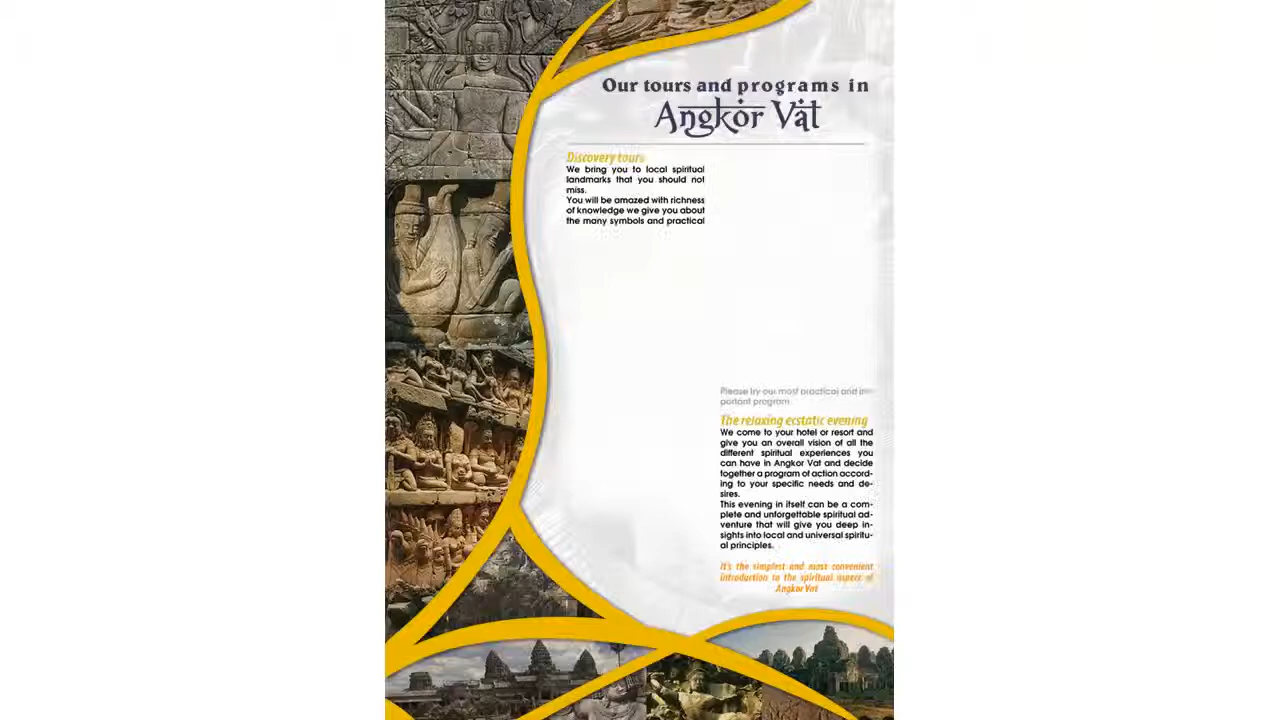 Our tours and programs in
Angkor Vat
Discovery tours
We bring you to local spiritual
landmarks that you should not
miss.
You will be amazed with richness
of knowledge we give you about
the many symbols and practical
Please try our most practical and im-
portant program.
The relaxing ecstatic evening
We come to your hotel or resort and
give you an overall vision of all the
different spiritual experiences you
can have in Angkor Vat and decide
together a program of action accord-
ing to your specific needs and de-
sires.
This evening in itself can be a com-
plete and unforgettable spiritual ad-
venture that will give you deep in-
sights into local and universal spiritu-
al principles.
It's the simplest and most convenient
introduction to the spiritual aspect of
Angkor Vat